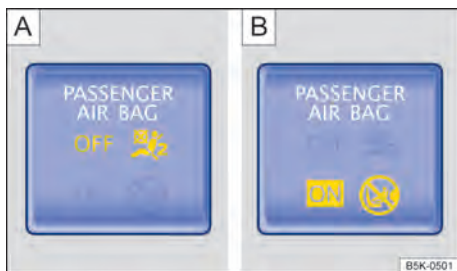 A
PASSENGER
AIR BAG
OFF
B
PASSENGER
AIR BAG
ON
B5K-0501